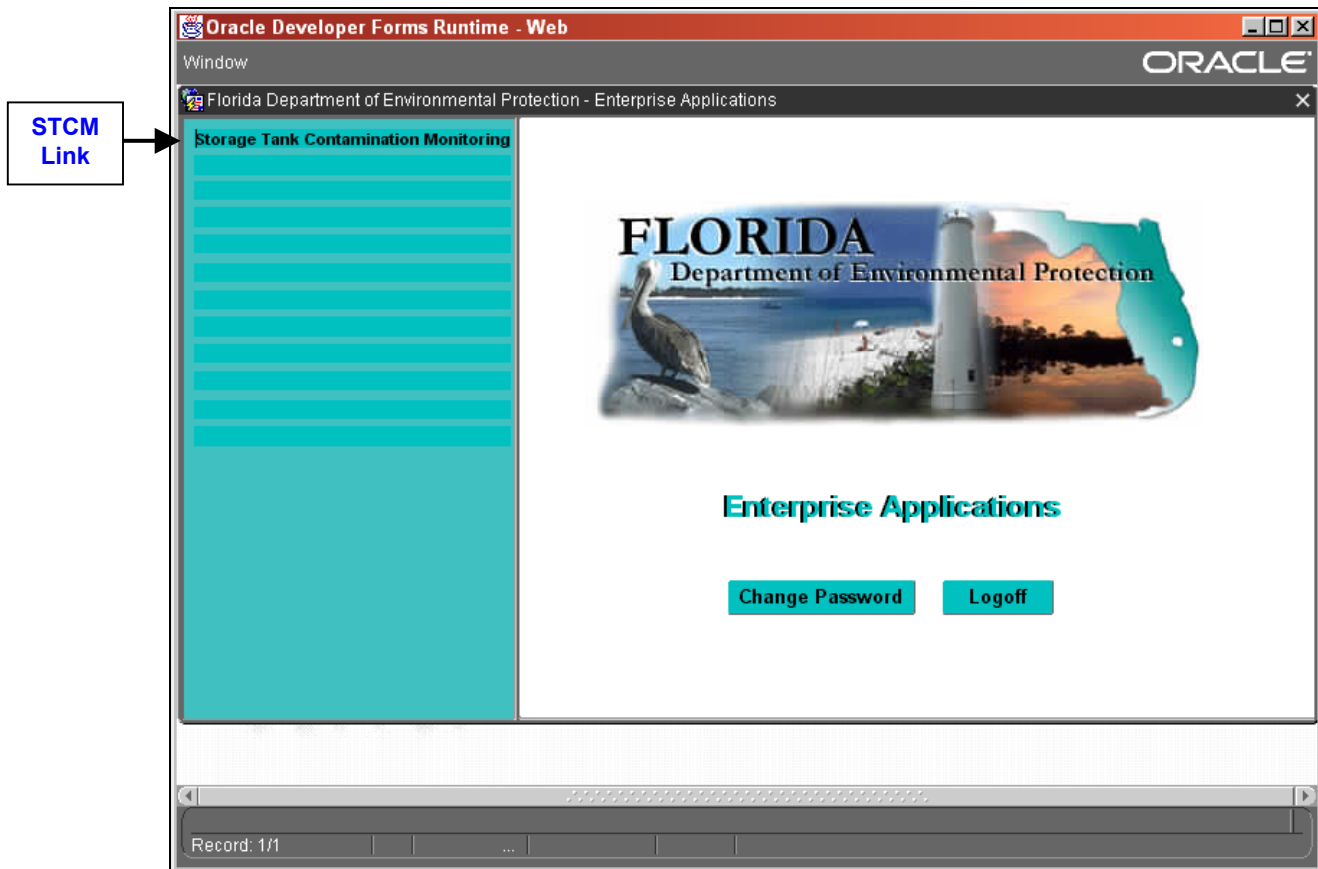 Oracle Developer Forms Runtime - Web
Window
ORACLE
Florida Department of Environmental Protection - Enterprise Applications
STCM
Link
Storage Tank Contamination Monitoring
FLORIDA
Department of Environmental Protection
Enterprise Applications
Change Password
Logoff
Record: 1/1
...